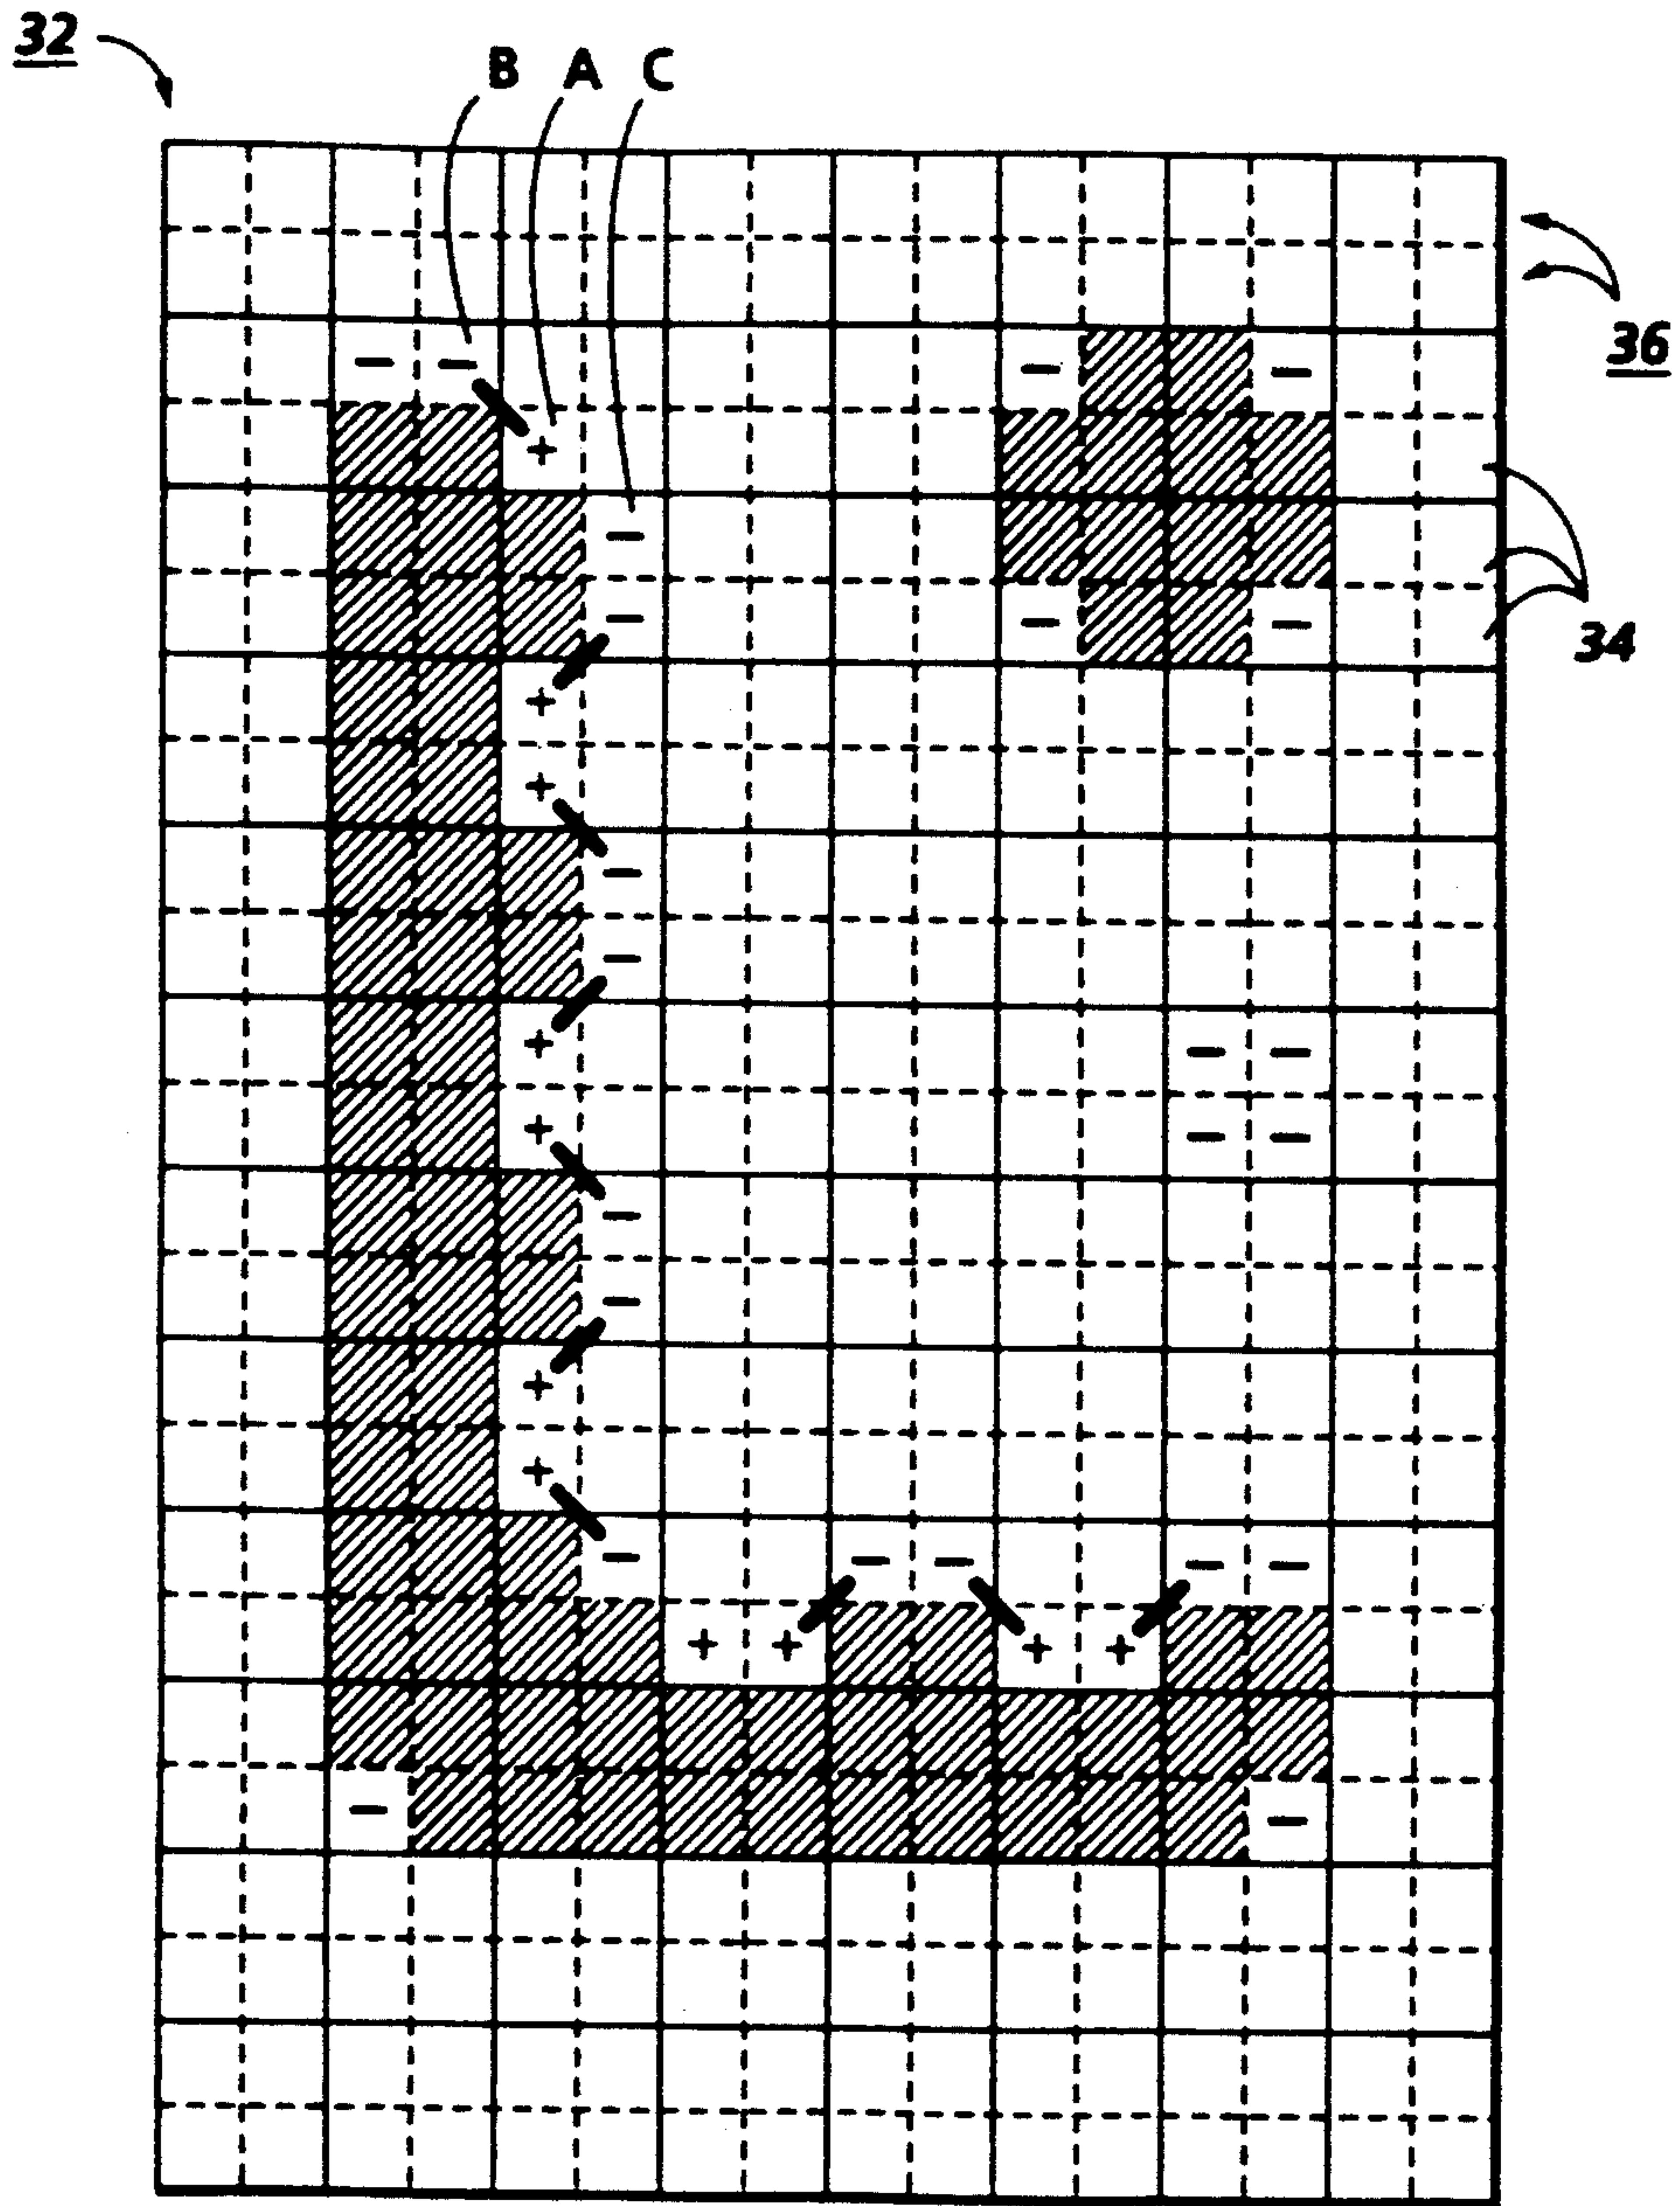 32
B A C
36
- - - -
+
-
- - -
34
+
+
-
-
+ - -
+ - -
-
-
+
+
- - - - -
+ + + +
- -